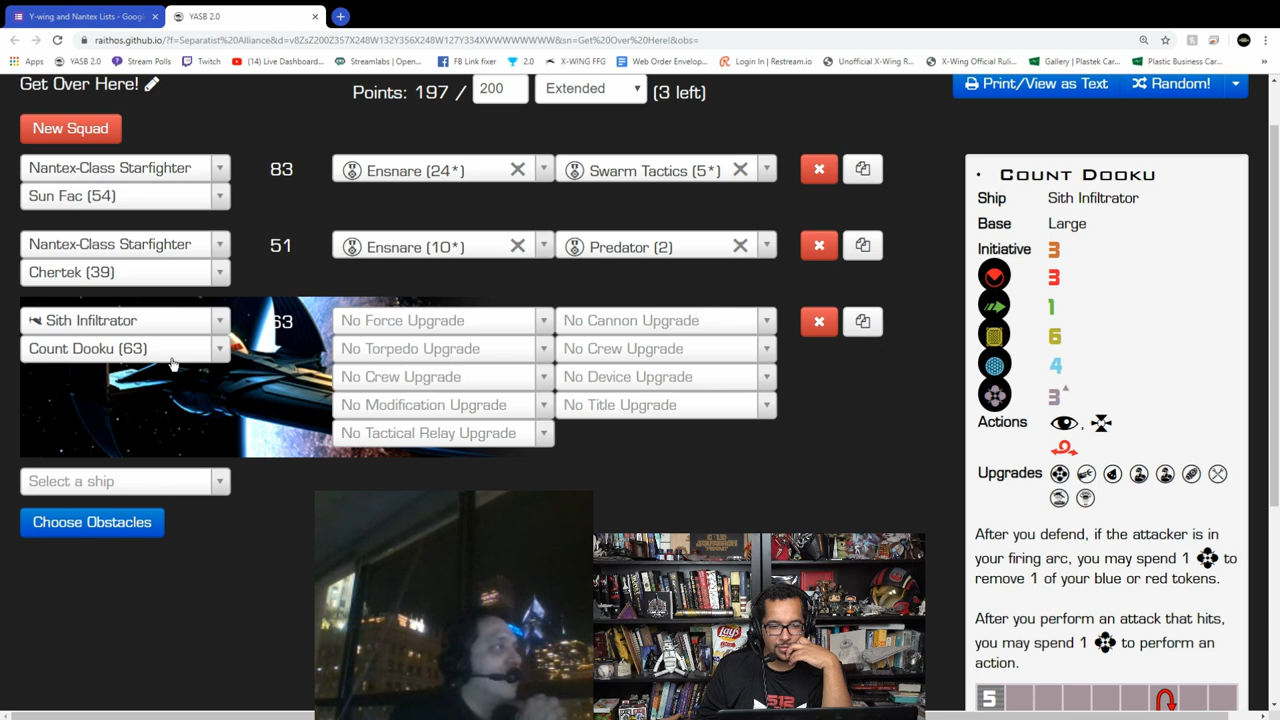 Y-wing and Nantex Lists - Googl
YASB 2.0
raithos.github.io/?f=Separatist%20Alliance&d=v8ZsZ200Z357X248W132Y356X248W127Y334XWWWWWWWW&sn=Get%20Over%20Here!&obs=
Apps YASB 2.0 Stream Polls Twitch (14) Live Dashboard... Streamlabs | Open... FB Link fixer 2.0 X-WING FFG Web Order Envelop... Login In | Restream.io Unofficial X-Wing R... X-Wing Official Ruli... Gallery | Plastek Car... Plastic Business Car...
Get Over Here!
Points: 197 / 200 Extended (3 left)
Print/View as Text Random!
New Squad
Nantex-Class Starfighter 83 Ensnare (24*) Swarm Tactics (5*)
Sun Fac (54)
Nantex-Class Starfighter 51 Ensnare (10*) Predator (2)
Chertek (39)
Sith Infiltrator 63 No Force Upgrade No Cannon Upgrade
Count Dooku (63) No Torpedo Upgrade No Crew Upgrade
No Crew Upgrade No Device Upgrade
No Modification Upgrade No Title Upgrade
No Tactical Relay Upgrade
Select a ship
Choose Obstacles
· Count Dooku
Ship Sith Infiltrator
Base Large
Initiative 3
3
1
6
4
3
Actions ,
Upgrades
After you defend, if the attacker is in
your firing arc, you may spend 1 to
remove 1 of your blue or red tokens.
After you perform an attack that hits,
you may spend 1 to perform an
action.
5
Lay's